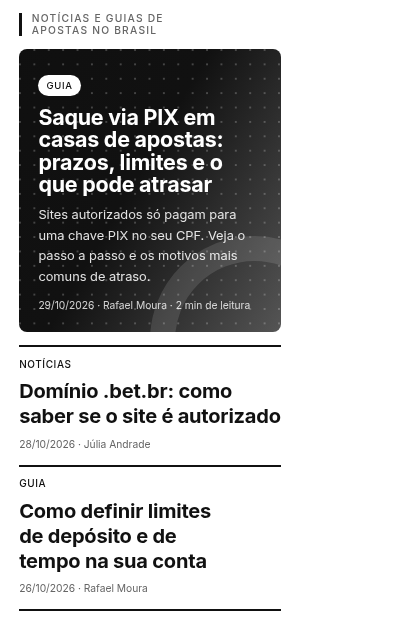 NOTÍCIAS E GUIAS DE
APOSTAS NO BRASIL
GUIA
Saque via PIX em
casas de apostas:
prazos, limites e o
que pode atrasar
Sites autorizados só pagam para
uma chave PIX no seu CPF. Veja o
passo a passo e os motivos mais
comuns de atraso.
29/10/2026 · Rafael Moura · 2 min de leitura
NOTÍCIAS
Domínio .bet.br: como
saber se o site é autorizado
28/10/2026 · Júlia Andrade
GUIA
Como definir limites
de depósito e de
tempo na sua conta
26/10/2026 · Rafael Moura